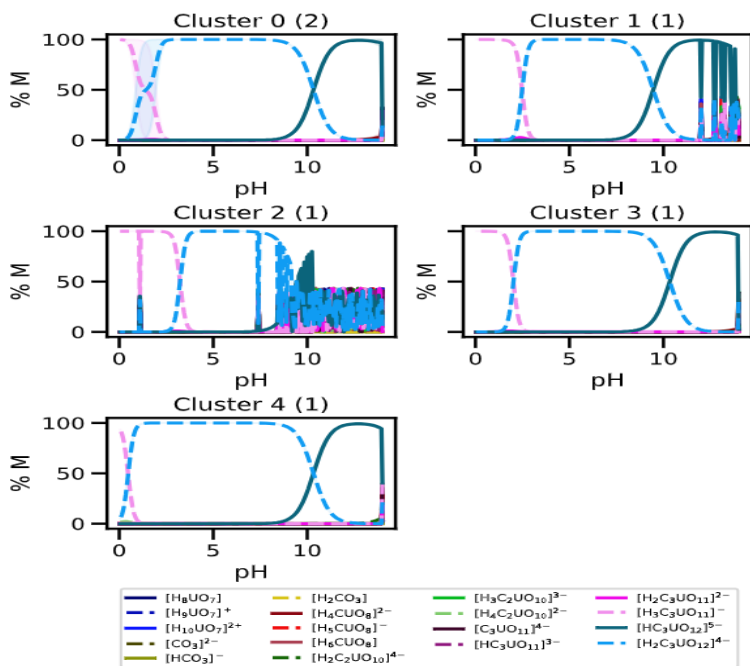 Cluster 0 (2)
Cluster 1 (1)
100
50
0
% M
0
5
10
pH
100
50
0
% M
0
5
10
pH
Cluster 2 (1)
Cluster 3 (1)
100
50
0
% M
0
5
10
pH
100
50
0
% M
0
5
10
pH
Cluster 4 (1)
100
50
0
% M
0
5
10
pH
[H₈UO₇]
[H₉UO₇]⁺
[H₁₀UO₇]²⁺
[CO₃]²⁻
[HCO₃]⁻
[H₂CO₃]
[H₄CUO₈]²⁻
[H₅CUO₈]⁻
[H₆CUO₈]
[H₂C₂UO₁₀]⁴⁻
[H₃C₂UO₁₀]³⁻
[H₄C₂UO₁₀]²⁻
[C₃UO₁₁]⁴⁻
[HC₃UO₁₁]³⁻
[H₂C₃UO₁₁]²⁻
[H₃C₃UO₁₁]⁻
[HC₃UO₁₂]⁵⁻
[H₂C₃UO₁₂]⁴⁻